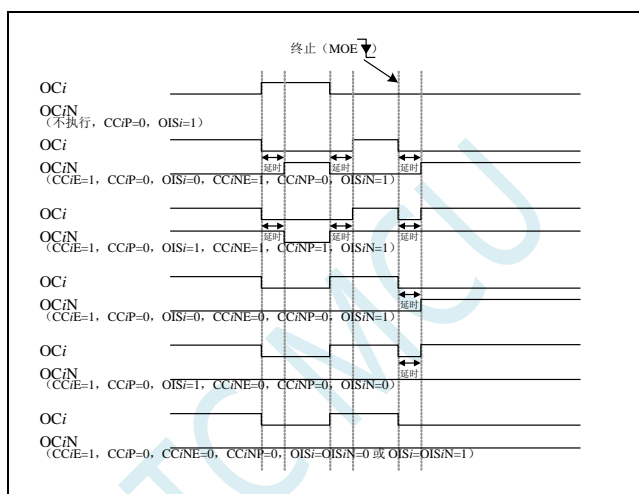 终止（MOE）
OCi
OCiN
（不执行，CCiP=0，OISi=1）
OCi
延时 延时 延时
OCiN
（CCiE=1，CCiP=0，OISi=0，CCiNE=1，CCiNP=0，OISiN=1）
OCi
延时 延时 延时
OCiN
（CCiE=1，CCiP=0，OISi=1，CCiNE=1，CCiNP=1，OISiN=1）
OCi
延时
OCiN
（CCiE=1，CCiP=0，OISi=0，CCiNE=0，CCiNP=0，OISiN=1）
OCi
延时
OCiN
（CCiE=1，CCiP=0，OISi=1，CCiNE=0，CCiNP=0，OISiN=0）
OCi
OCiN
（CCiE=1，CCiP=0，CCiNE=0，CCiNP=0，OISi=OISiN=0 或 OISi=OISiN=1）
TC MCU